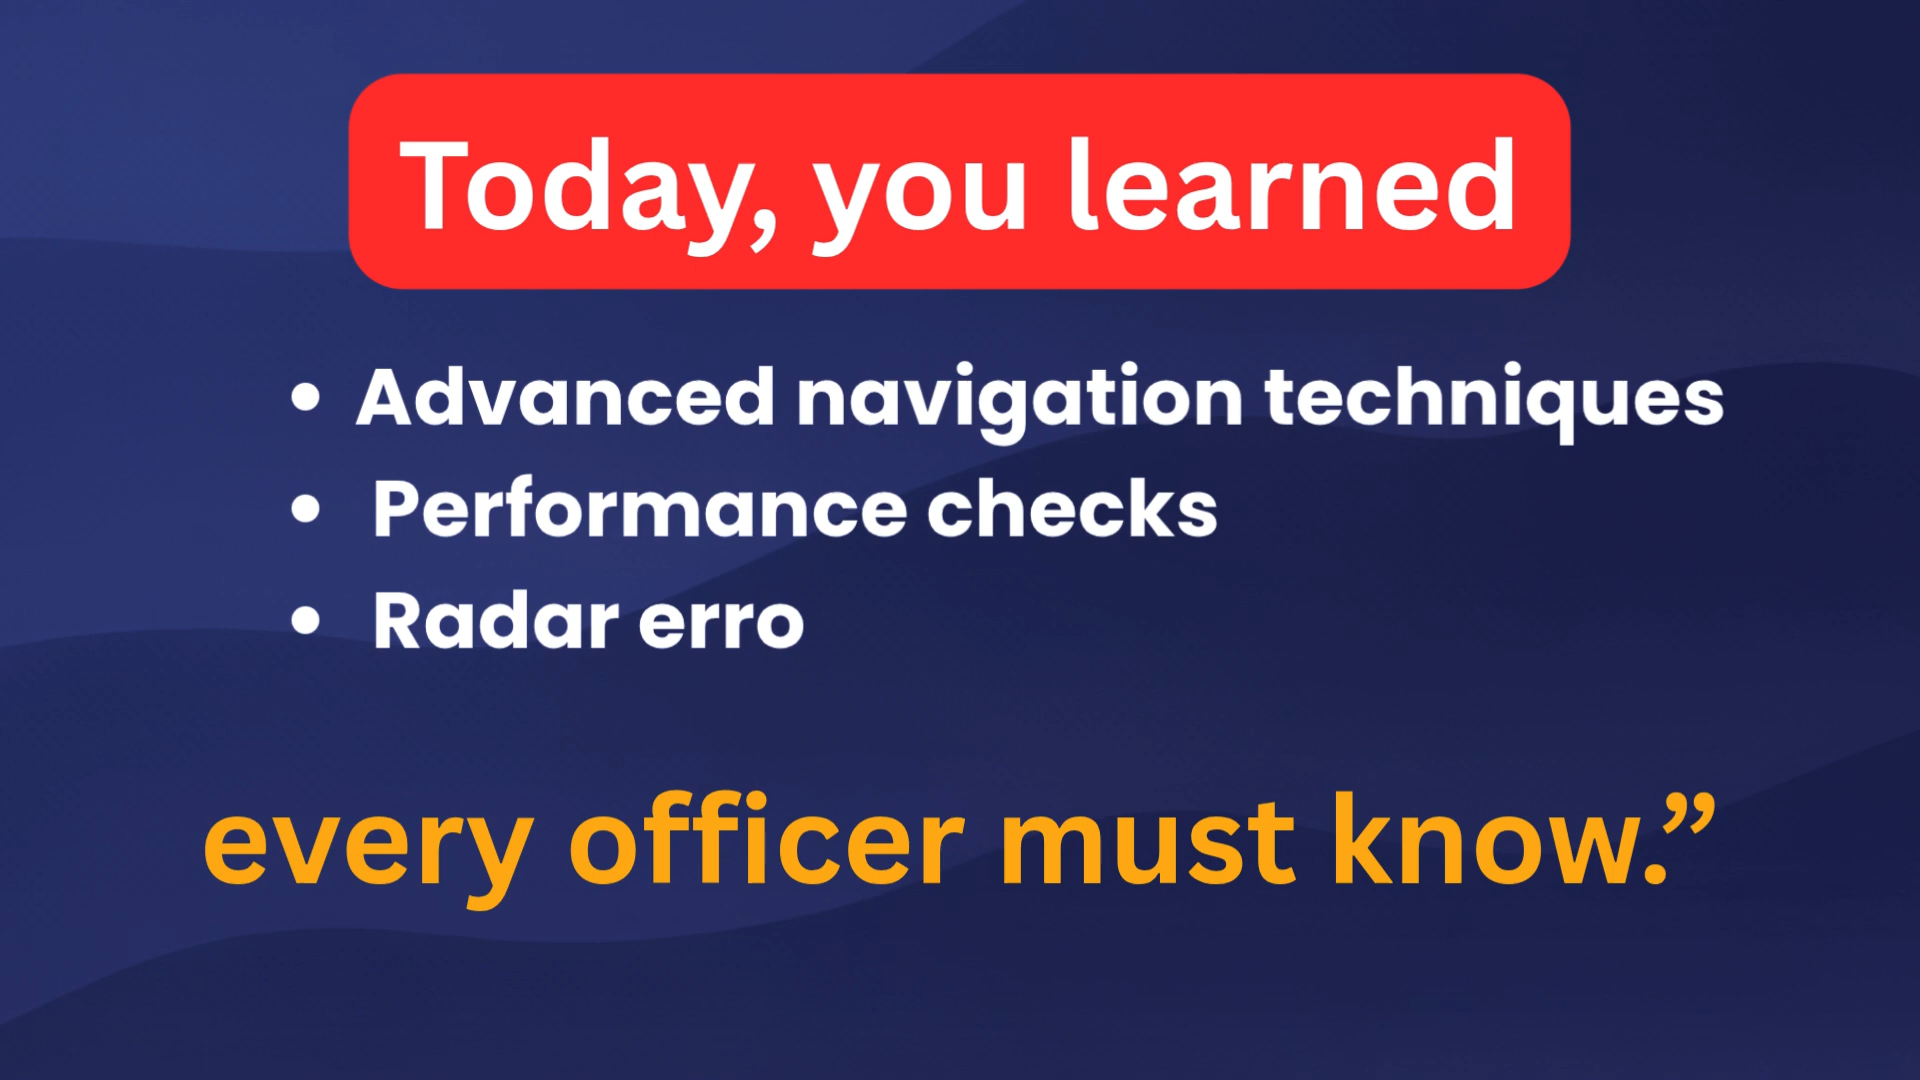 Today, you learned
• Advanced navigation techniques
• Performance checks
• Radar erro
every officer must know.”